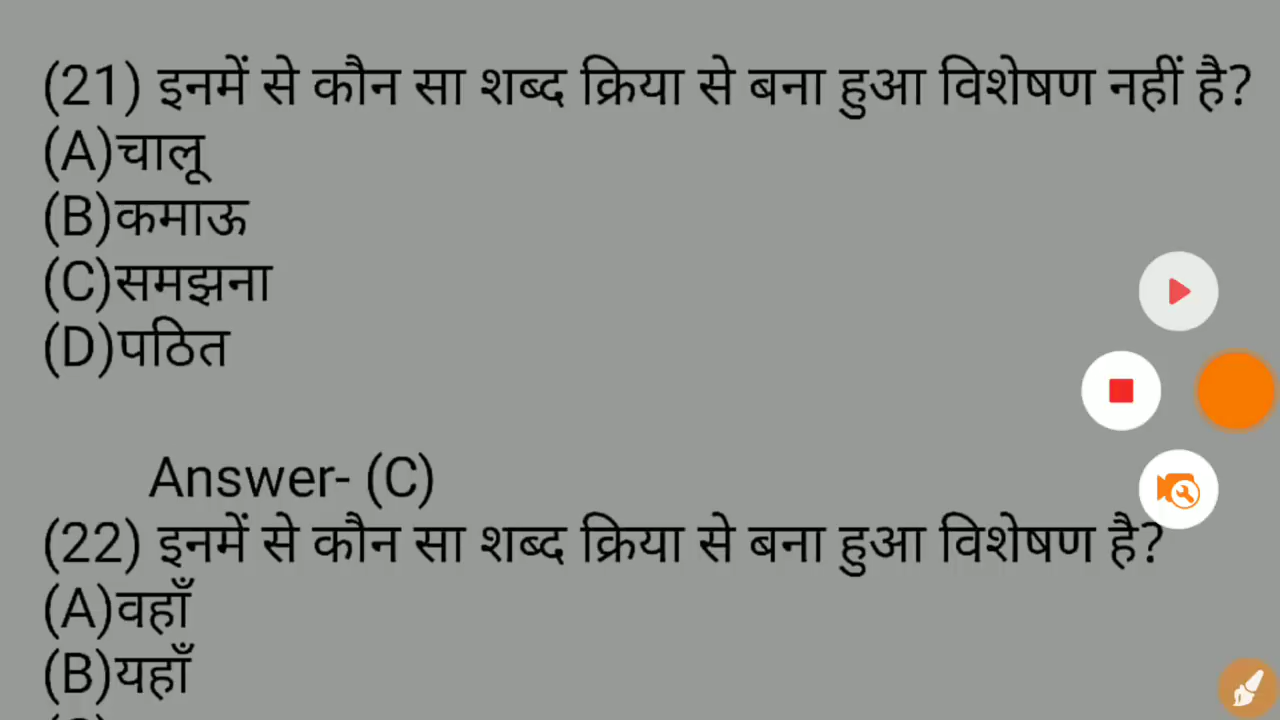 (21) इनमें से कौन सा शब्द क्रिया से बना हुआ विशेषण नहीं है?
(A)चालू
(B)कमाऊ
(C)समझना
(D)पठित
Answer- (C)
(22) इनमें से कौन सा शब्द क्रिया से बना हुआ विशेषण है?
(A)वहाँ
(B)यहाँ